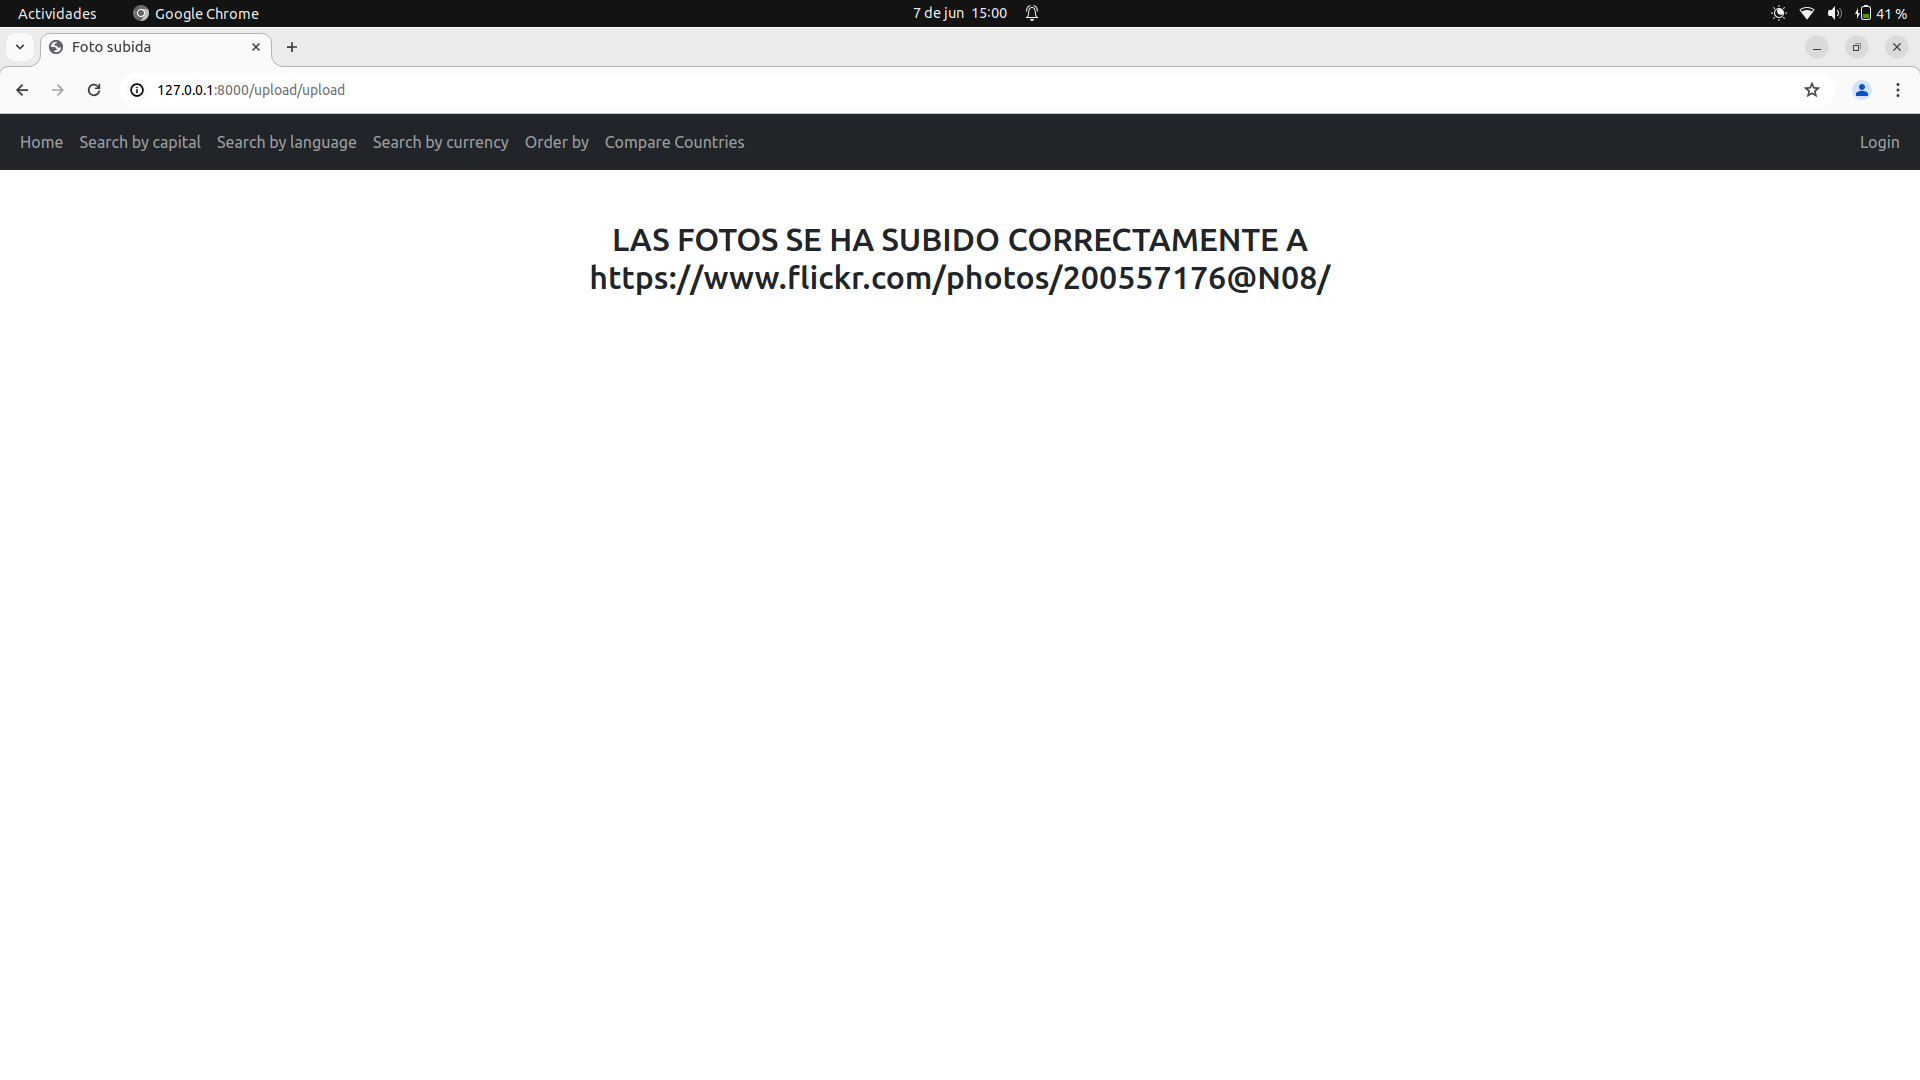 Actividades Google Chrome 7 de jun 15:00 41 %
Foto subida
127.0.0.1:8000/upload/upload
Home Search by capital Search by language Search by currency Order by Compare Countries Login
LAS FOTOS SE HA SUBIDO CORRECTAMENTE A
https://www.flickr.com/photos/200557176@N08/